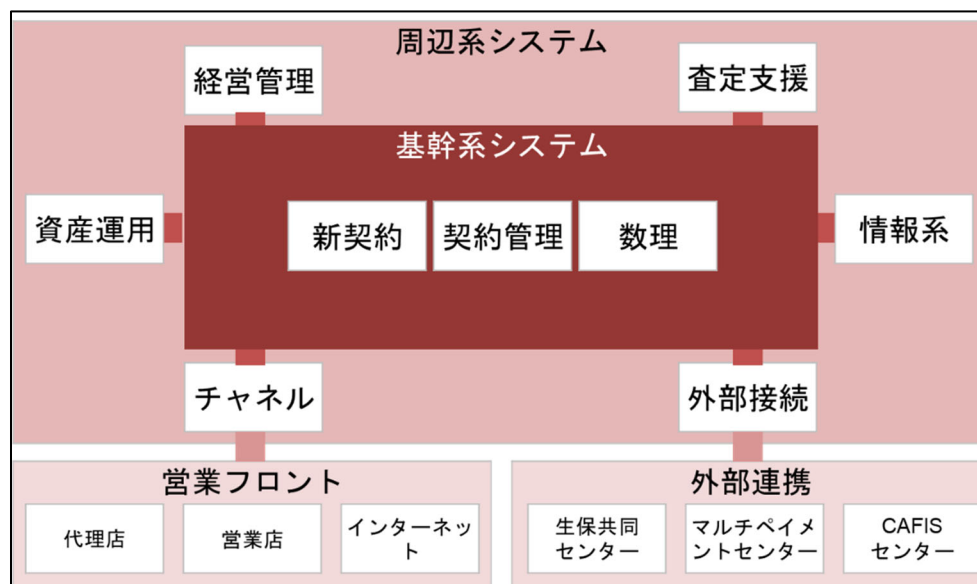 周辺系システム
経営管理
査定支援
基幹系システム
資産運用
新契約
契約管理
数理
情報系
チャネル
外部接続
営業フロント
外部連携
代理店
営業店
インターネッ
ト
生保共同
センター
マルチペイメ
ントセンター
CAFIS
センター